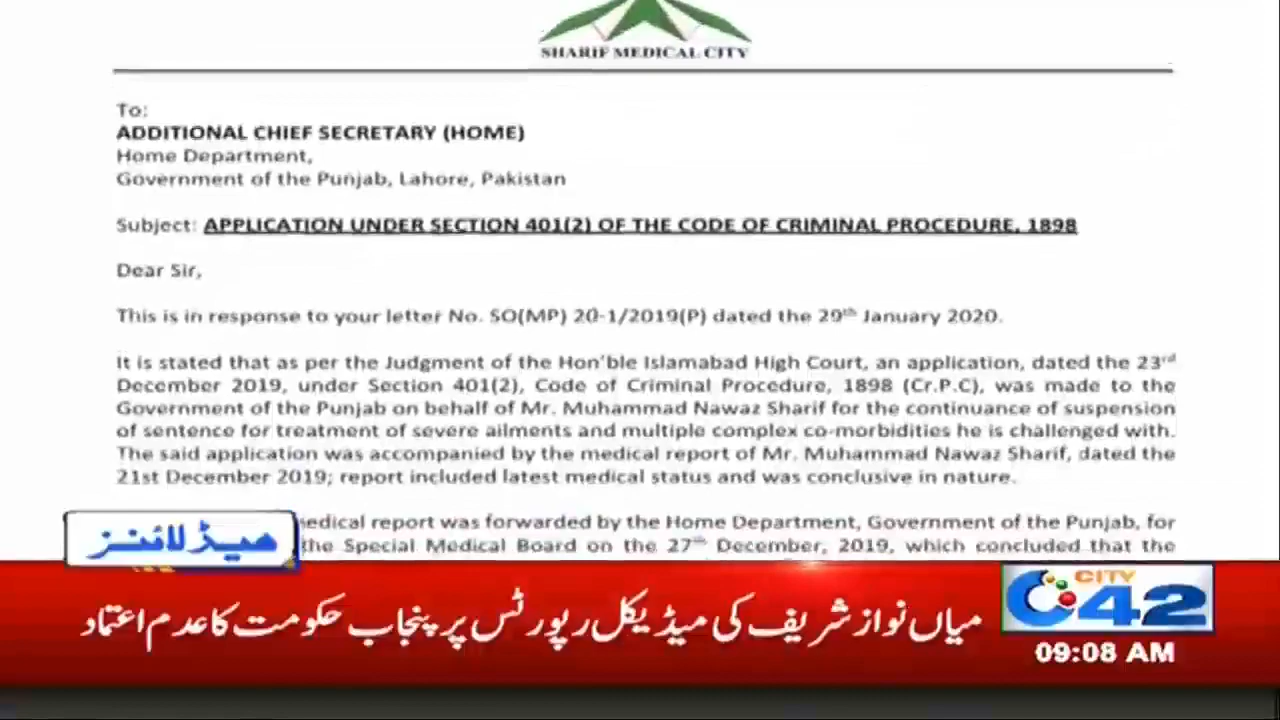 SHARIF MEDICAL CITY
To:
ADDITIONAL CHIEF SECRETARY (HOME)
Home Department,
Government of the Punjab, Lahore, Pakistan
Subject: APPLICATION UNDER SECTION 401(2) OF THE CODE OF CRIMINAL PROCEDURE, 1898
Dear Sir,
This is in response to your letter No. SO(MP) 20-1/2019(P) dated the 29th January 2020.
It is stated that as per the Judgment of the Hon'ble Islamabad High Court, an application, dated the 23rd
December 2019, under Section 401(2), Code of Criminal Procedure, 1898 (Cr.P.C), was made to the
Government of the Punjab on behalf of Mr. Muhammad Nawaz Sharif for the continuance of suspension
of sentence for treatment of severe ailments and multiple complex co-morbidities he is challenged with.
The said application was accompanied by the medical report of Mr. Muhammad Nawaz Sharif, dated the
21st December 2019; report included latest medical status and was conclusive in nature.
edical report was forwarded by the Home Department, Government of the Punjab, for
the Special Medical Board on the 27th December, 2019, which concluded that the
ہیڈلائنز
میاں نواز شریف کی میڈیکل رپورٹس پر پنجاب حکومت کا عدم اعتماد
CITY
42
09:08 AM